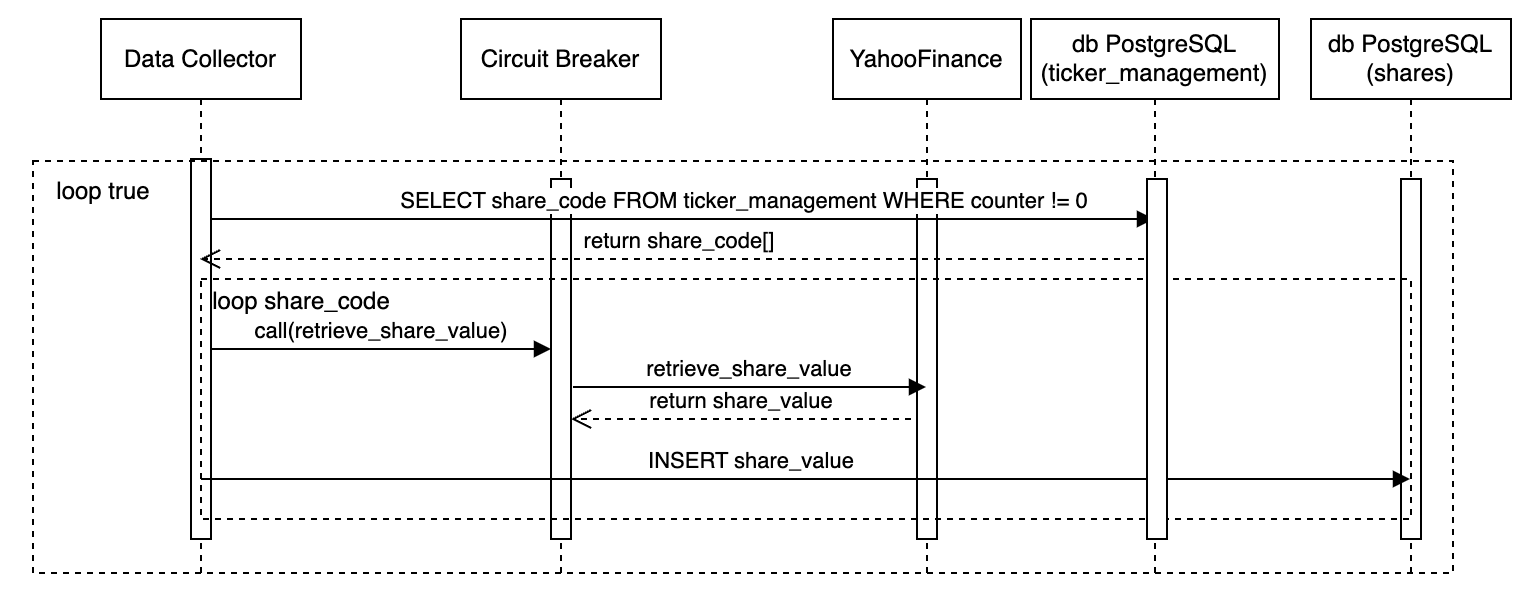 Data Collector
Circuit Breaker
YahooFinance
db PostgreSQL
(ticker_management)
db PostgreSQL
(shares)
loop true
SELECT share_code FROM ticker_management WHERE counter != 0
return share_code[]
loop share_code
call(retrieve_share_value)
retrieve_share_value
return share_value
INSERT share_value